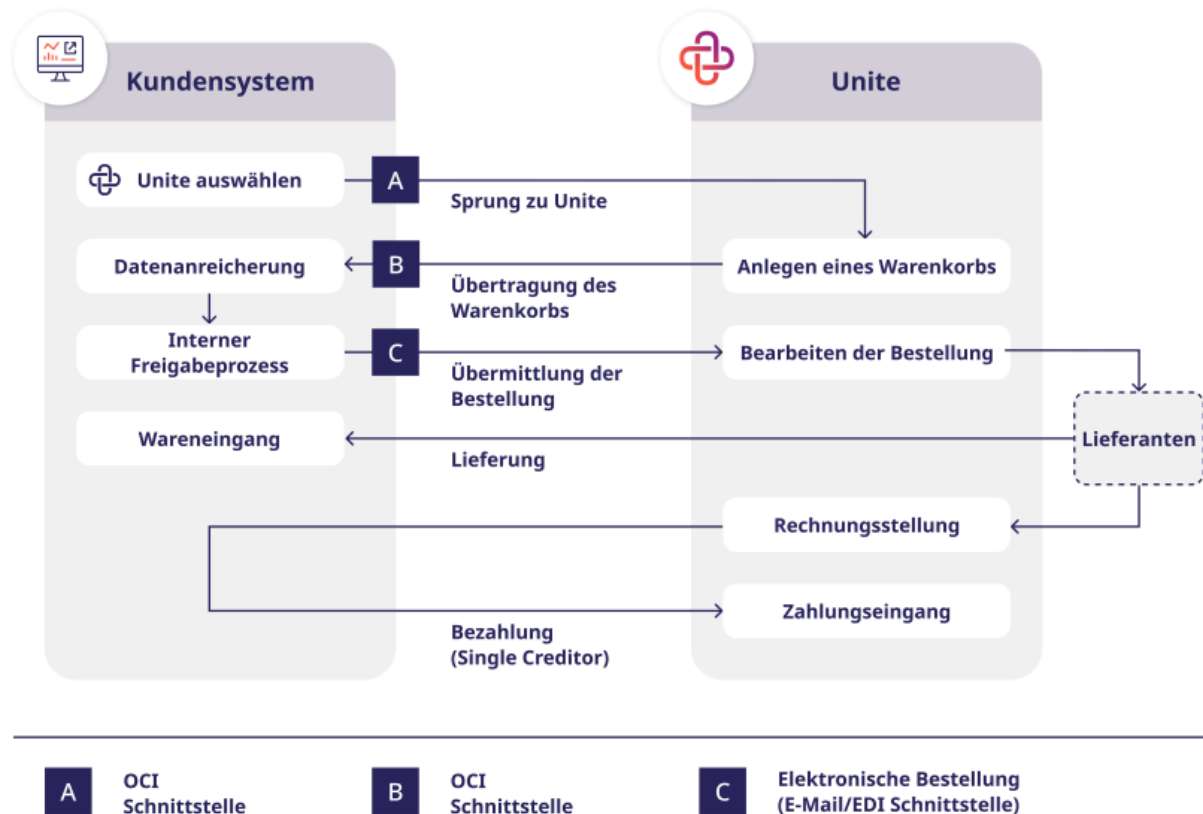 Kundensystem
Unite
Unite auswählen
A
Sprung zu Unite
Datenanreicherung
B
Anlegen eines Warenkorbs
Übertragung des
Warenkorbs
Interner
Freigabeprozess
C
Bearbeiten der Bestellung
Übermittlung der
Bestellung
Wareneingang
Lieferanten
Lieferung
Rechnungsstellung
Zahlungseingang
Bezahlung
(Single Creditor)
A
OCI
Schnittstelle
B
OCI
Schnittstelle
C
Elektronische Bestellung
(E-Mail/EDI Schnittstelle)